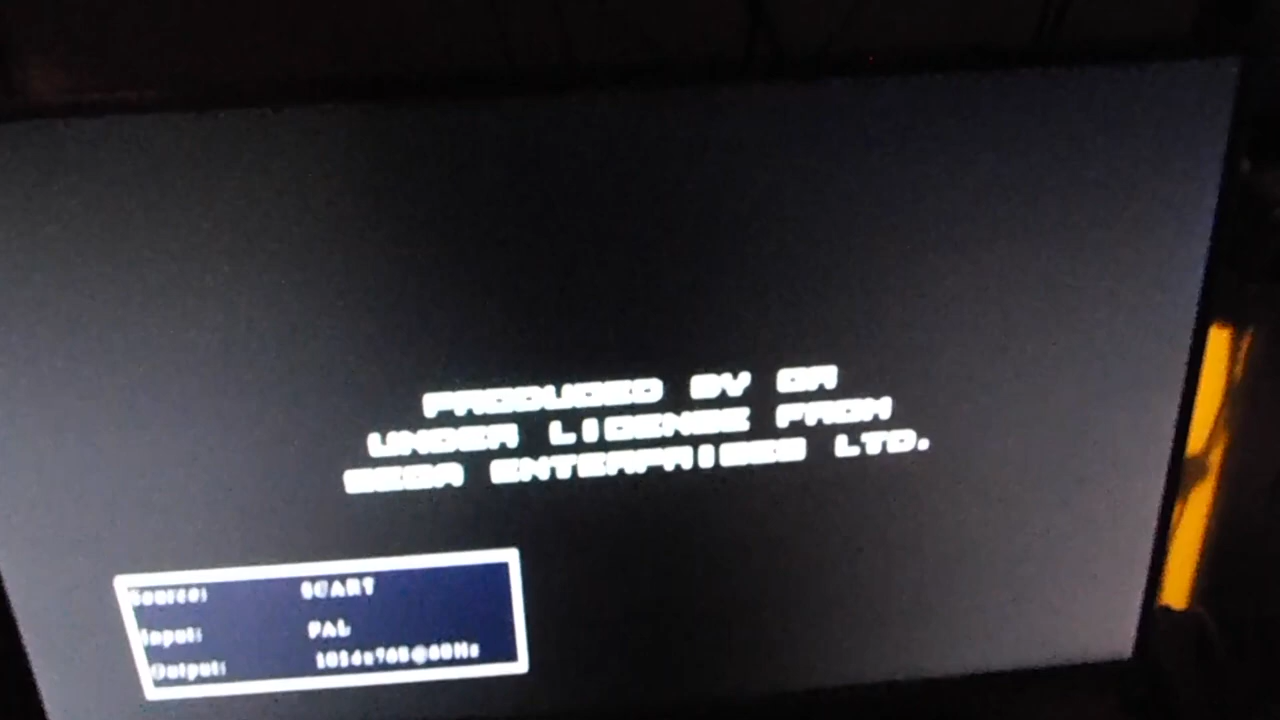 PRODUCED BY OR
UNDER LICENSE FROM
SEGA ENTERPRISES LTD.
Source: SCART
Input: PAL
Output: 1024x768@60Hz